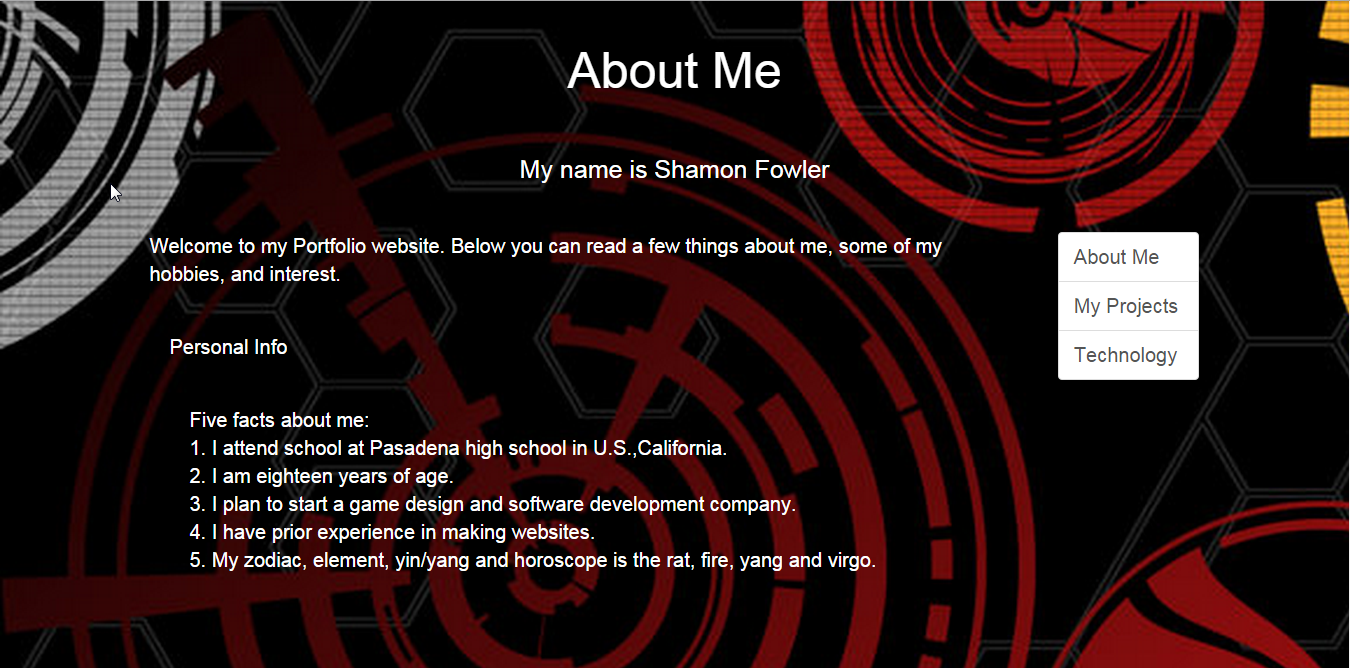 About Me
My name is Shamon Fowler
Welcome to my Portfolio website. Below you can read a few things about me, some of my
hobbies, and interest.
About Me
My Projects
Technology
Personal Info
Five facts about me:
1. I attend school at Pasadena high school in U.S.,California.
2. I am eighteen years of age.
3. I plan to start a game design and software development company.
4. I have prior experience in making websites.
5. My zodiac, element, yin/yang and horoscope is the rat, fire, yang and virgo.